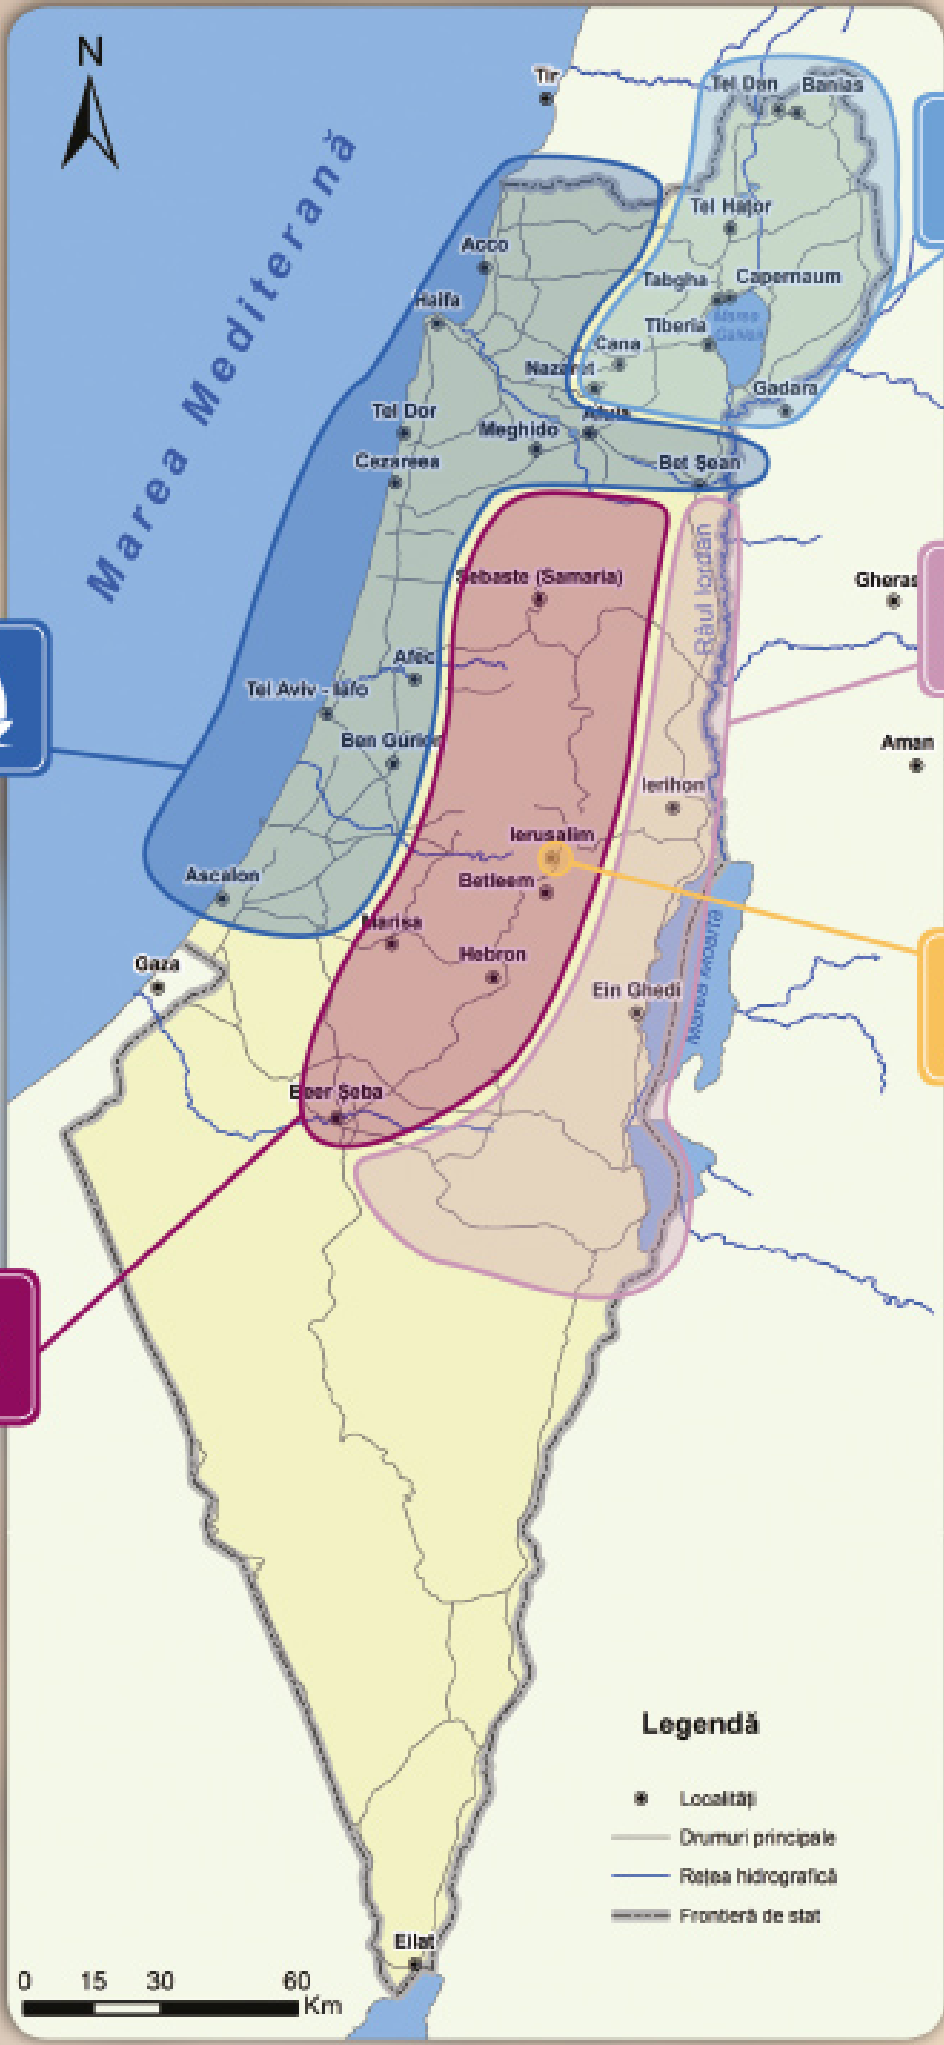 N
Tir
Tel Dan
Banias
Tel Hațor
Acco
Tabgha
Capernaum
Haifa
Marea
Tiberia
Cana
Nazaret
Gadara
Tel Dor
Meghido
Cezareea
Bet Șean
Marea Mediterană
Sebaste (Samaria)
Râul Iordan
Gheras
Afec
Tel Aviv - Iafo
Ben Gurion
Aman
Ierihon
Ierusalim
Betleem
Ascalon
Marisa
Hebron
Gaza
Ein Ghedi
Marea Moartă
Beer Șeba
Legendă
Localități
Drumuri principale
Rețea hidrografică
Frontieră de stat
Eilat
0 15 30 60
Km